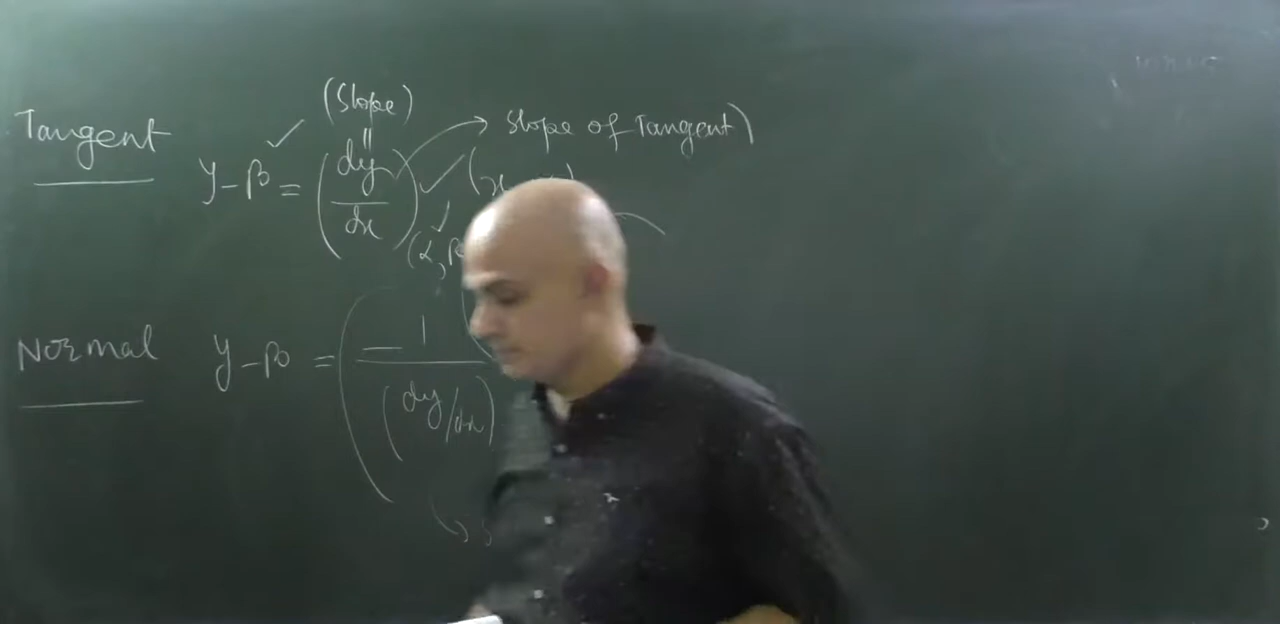 (Slope)
Tangent y-β = (dy/dx) (x → Slope of Tangent)
(α, β
Normal y-β = ( -1/(dy/dx)